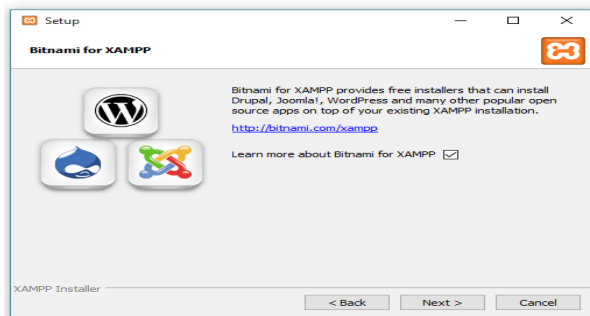 Setup
Bitnami for XAMPP
Bitnami for XAMPP provides free installers that can install
Drupal, Joomla!, WordPress and many other popular open
source apps on top of your existing XAMPP installation.
http://bitnami.com/xampp
Learn more about Bitnami for XAMPP
XAMPP Installer
< Back
Next >
Cancel